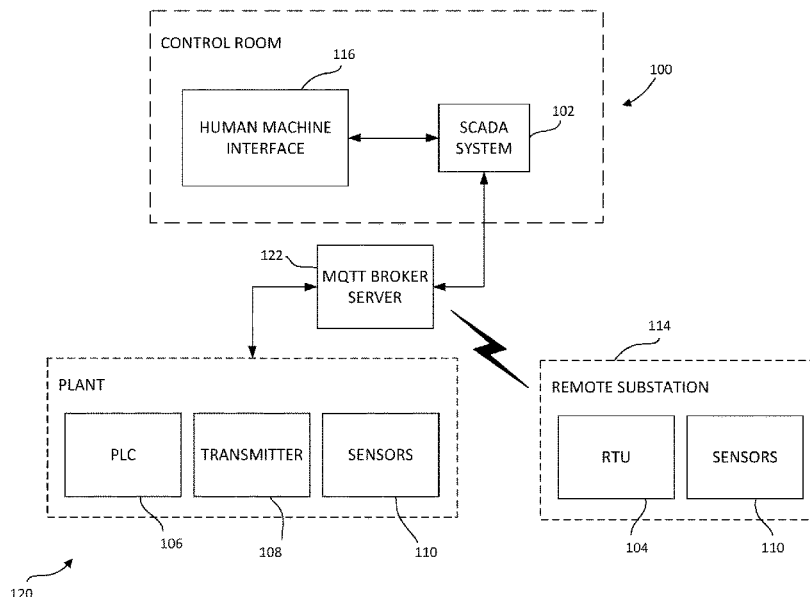 CONTROL ROOM
116
100
HUMAN MACHINE
INTERFACE
SCADA
SYSTEM
102
122
MQTT BROKER
SERVER
114
PLANT
REMOTE SUBSTATION
PLC
TRANSMITTER
SENSORS
RTU
SENSORS
106
108
110
104
110
120